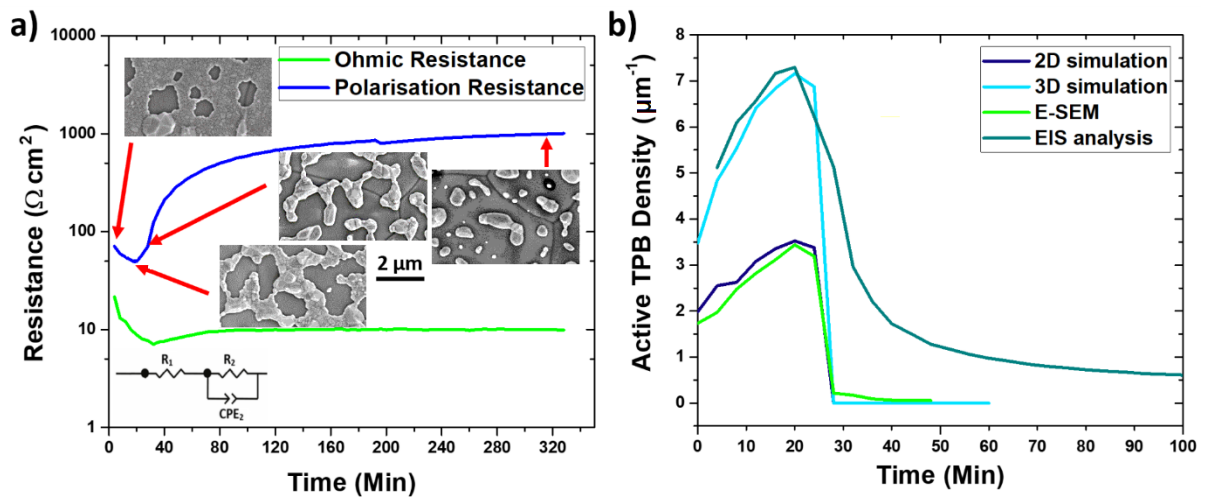 a)
10000
1000
100
10
1
Resistance (Ω cm²)
Ohmic Resistance
Polarisation Resistance
2 µm
R₁
R₂
CPE₂
0 40 80 120 160 200 240 280 320
Time (Min)
b)
8
7
6
5
4
3
2
1
0
Active TPB Density (µm⁻¹)
2D simulation
3D simulation
E-SEM
EIS analysis
0 10 20 30 40 50 60 70 80 90 100
Time (Min)